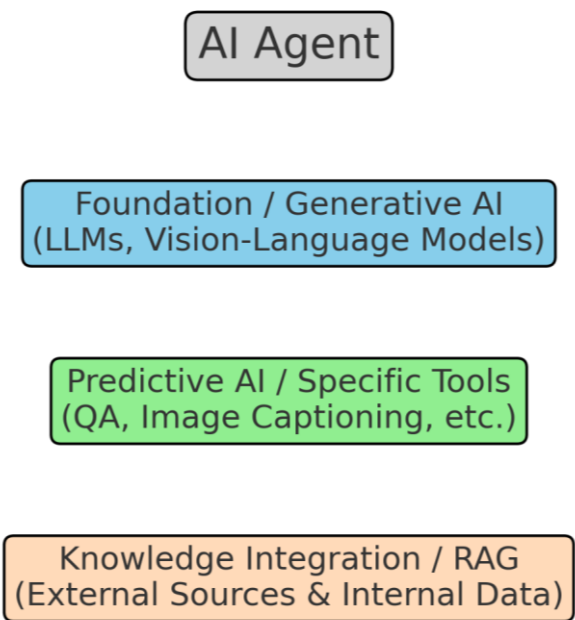 AI Agent
Foundation / Generative AI
(LLMs, Vision-Language Models)
Predictive AI / Specific Tools
(QA, Image Captioning, etc.)
Knowledge Integration / RAG
(External Sources & Internal Data)